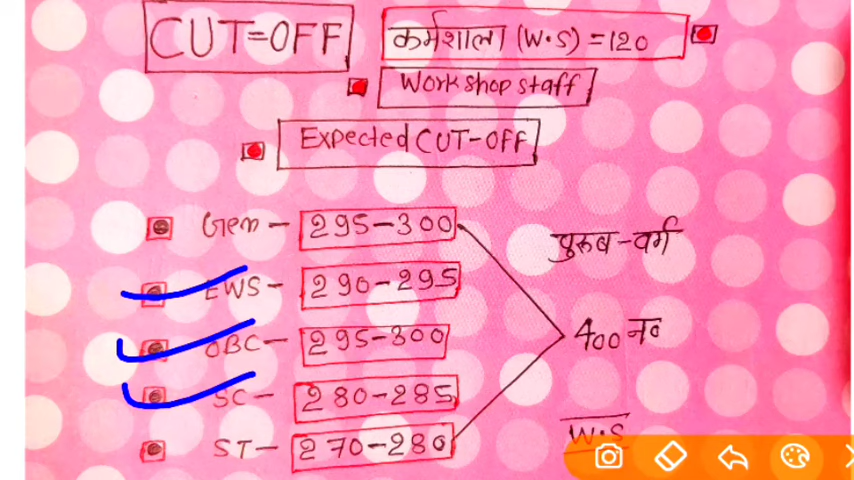 CUT=OFF
कर्मशाला (W.S) = 120
Workshop staff
Expected CUT-OFF
Gen - 295-300
पुरुष - वर्ग
EWS - 290-295
OBC - 295-300
400 नं०
SC - 280-285
ST - 270-280
W.S